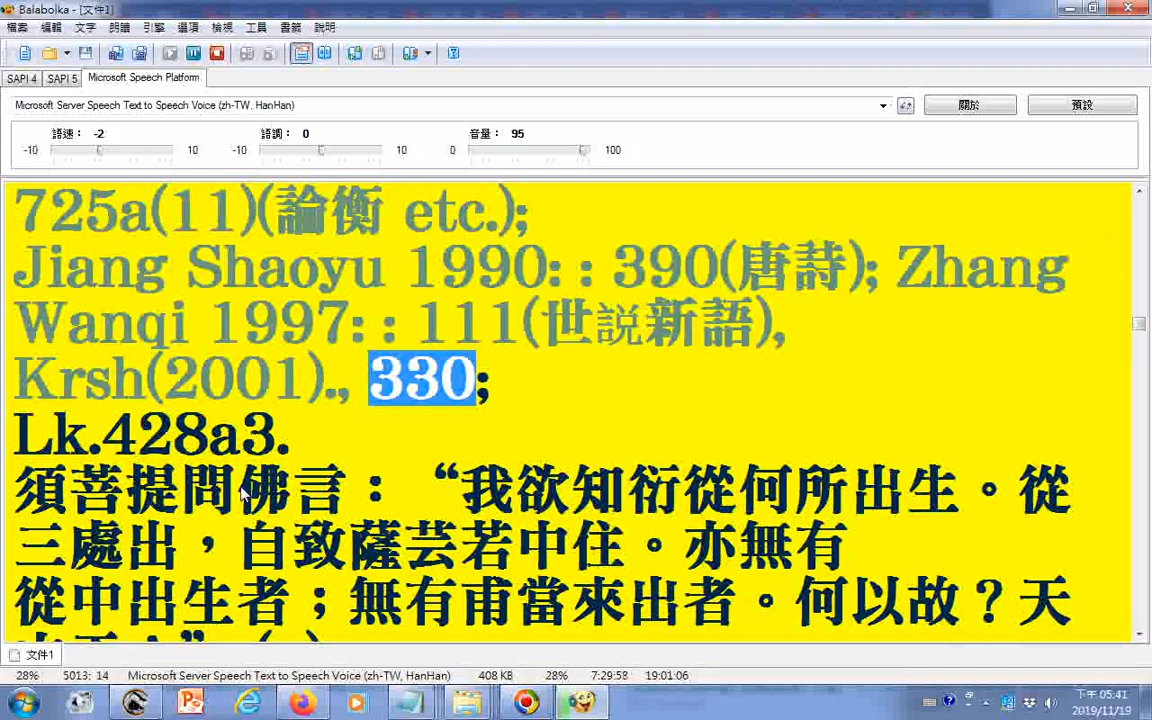 Balabolka - [文件1]
檔案 編輯 文字 朗讀 引擎 選項 檢視 工具 書籤 說明
SAPI 4 SAPI 5 Microsoft Speech Platform
Microsoft Server Speech Text to Speech Voice (zh-TW, HanHan)
關於
預設
語速： -2 語調： 0 音量： 95
-10 10 -10 10 0 100
725a(11)(論衡 etc.);
Jiang Shaoyu 1990: : 390(唐詩); Zhang
Wanqi 1997: : 111(世説新語),
Krsh(2001)., 330;
Lk.428a3.
須菩提問佛言：“我欲知衍從何所出生。從
三處出，自致薩芸若中住。亦無有
從中出生者；無有甫當來出者。何以故？天
文件1
28% 5013: 14 Microsoft Server Speech Text to Speech Voice (zh-TW, HanHan) 408 KB 28% 7:29:58 19:01:06
下午 05:41
2019/11/19